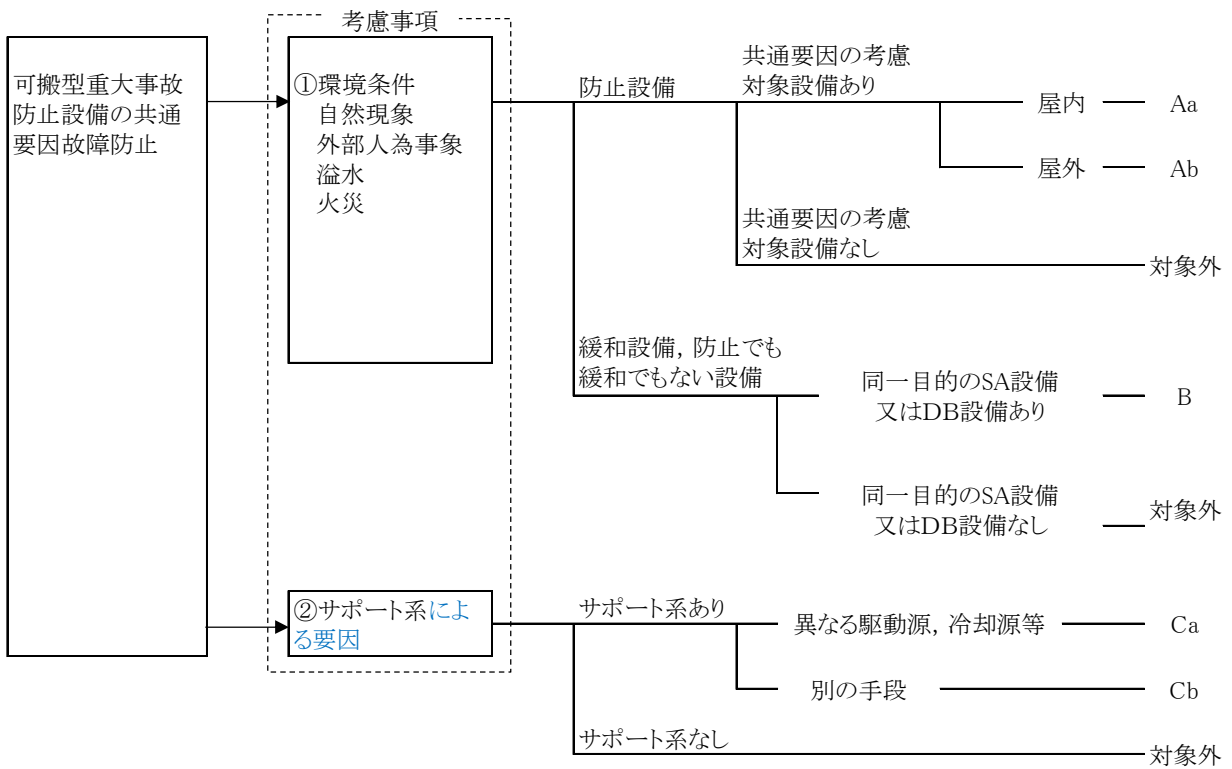 考慮事項
可搬型重大事故
防止設備の共通
要因故障防止
①環境条件
自然現象
外部人為事象
溢水
火災
防止設備
共通要因の考慮
対象設備あり
屋内
Aa
屋外
Ab
共通要因の考慮
対象設備なし
対象外
緩和設備，防止でも
緩和でもない設備
同一目的のSA設備
又はDB設備あり
B
同一目的のSA設備
又はDB設備なし
対象外
②サポート系によ
る要因
サポート系あり
異なる駆動源，冷却源等
Ca
別の手段
Cb
サポート系なし
対象外